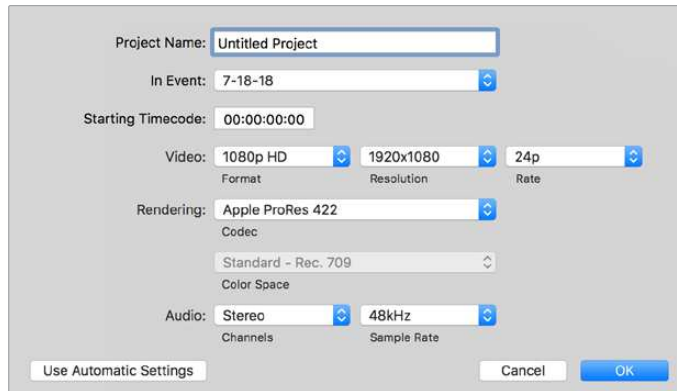 Project Name: Untitled Project
In Event: 7-18-18
Starting Timecode: 00:00:00:00
Video: 1080p HD 1920x1080 24p
Format Resolution Rate
Rendering: Apple ProRes 422
Codec
Standard - Rec. 709
Color Space
Audio: Stereo 48kHz
Channels Sample Rate
Use Automatic Settings Cancel OK